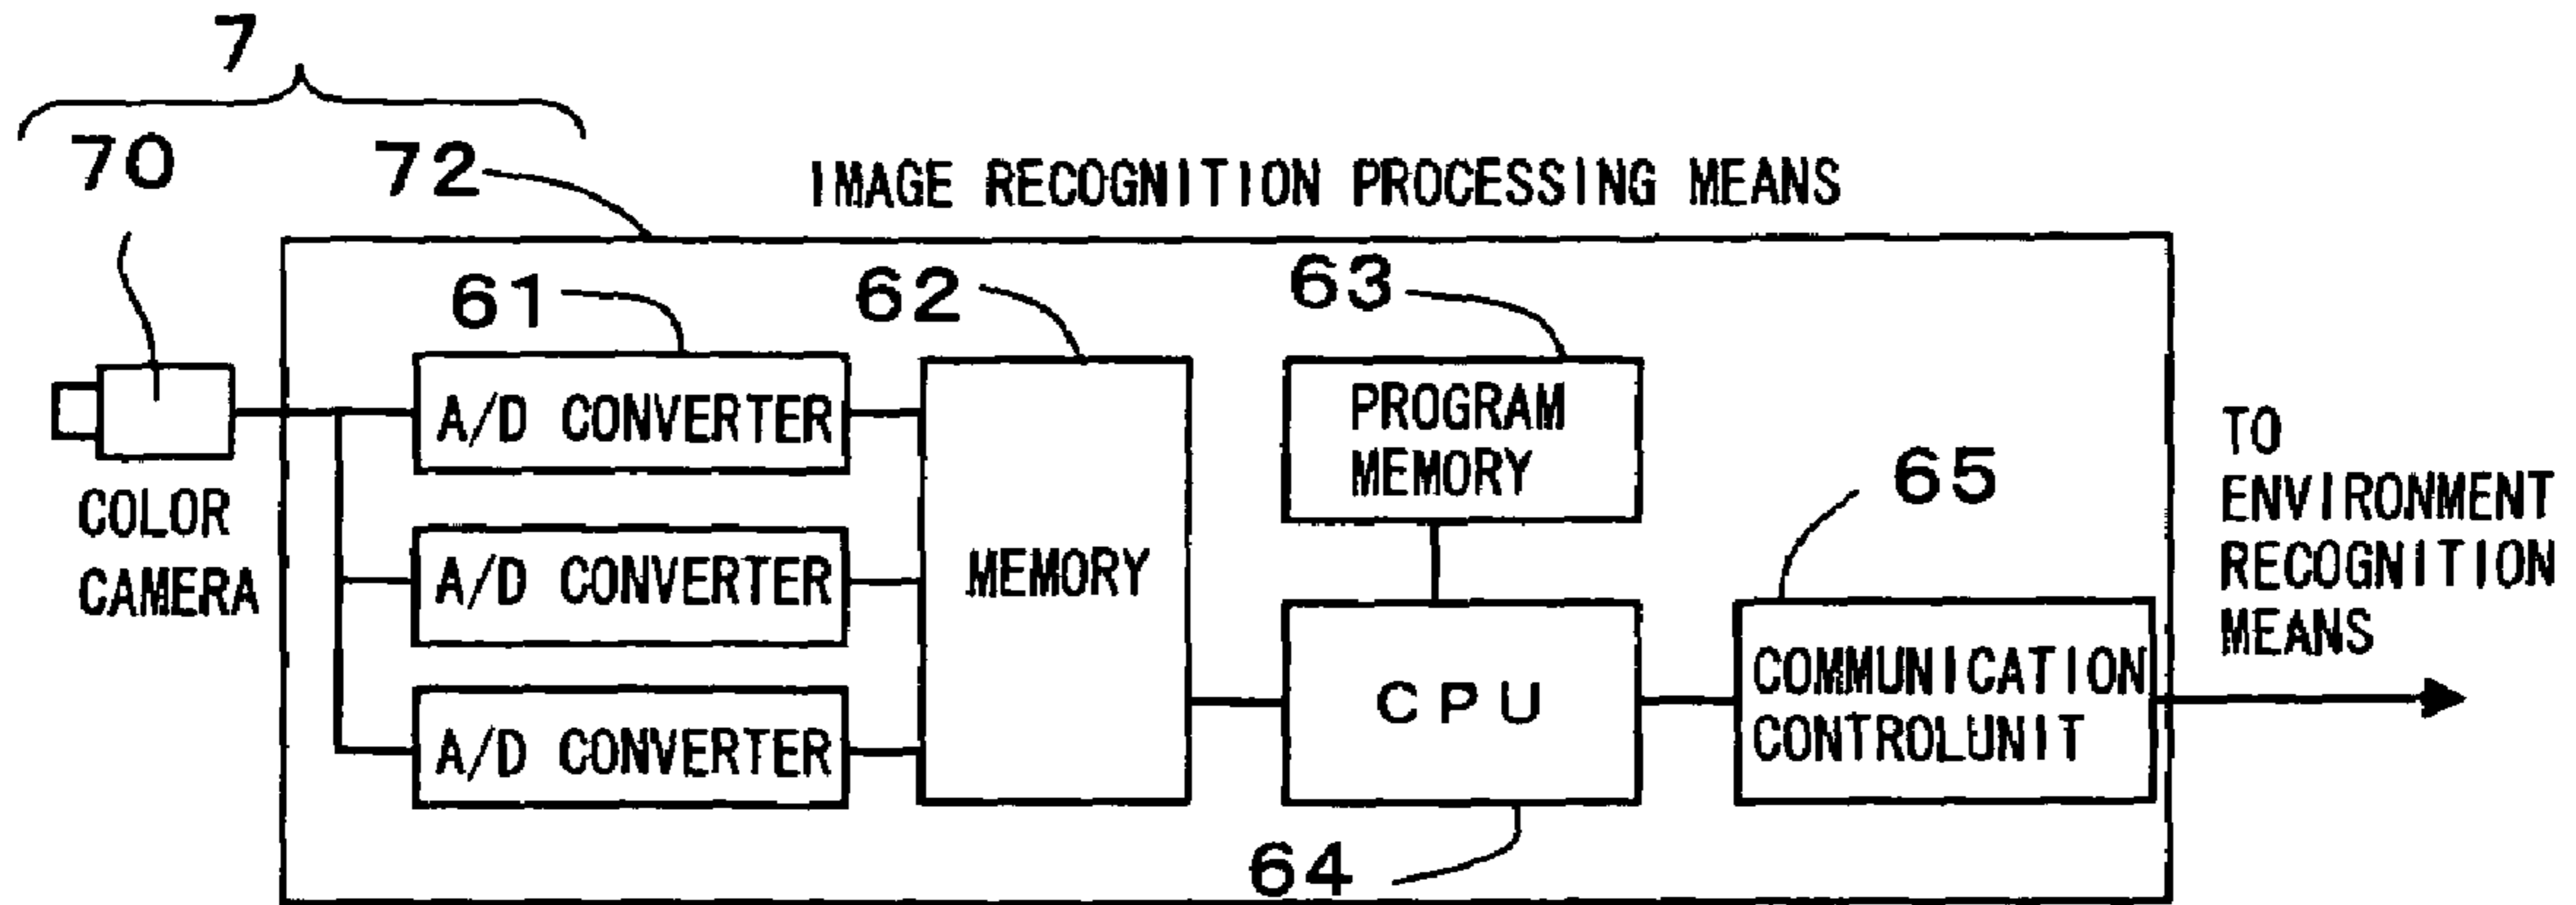 7
70
72
IMAGE RECOGNITION PROCESSING MEANS
61
62
63
A/D CONVERTER
A/D CONVERTER
A/D CONVERTER
MEMORY
PROGRAM
MEMORY
CPU
64
65
COMMUNICATION
CONTROLUNIT
COLOR
CAMERA
TO
ENVIRONMENT
RECOGNITION
MEANS